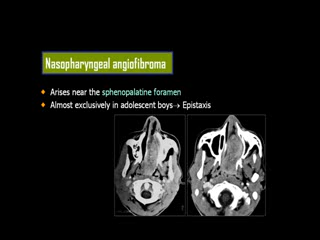 Nasopharyngeal angiofibroma
Arises near the sphenopalatine foramen
Almost exclusively in adolescent boys→ Epistaxis